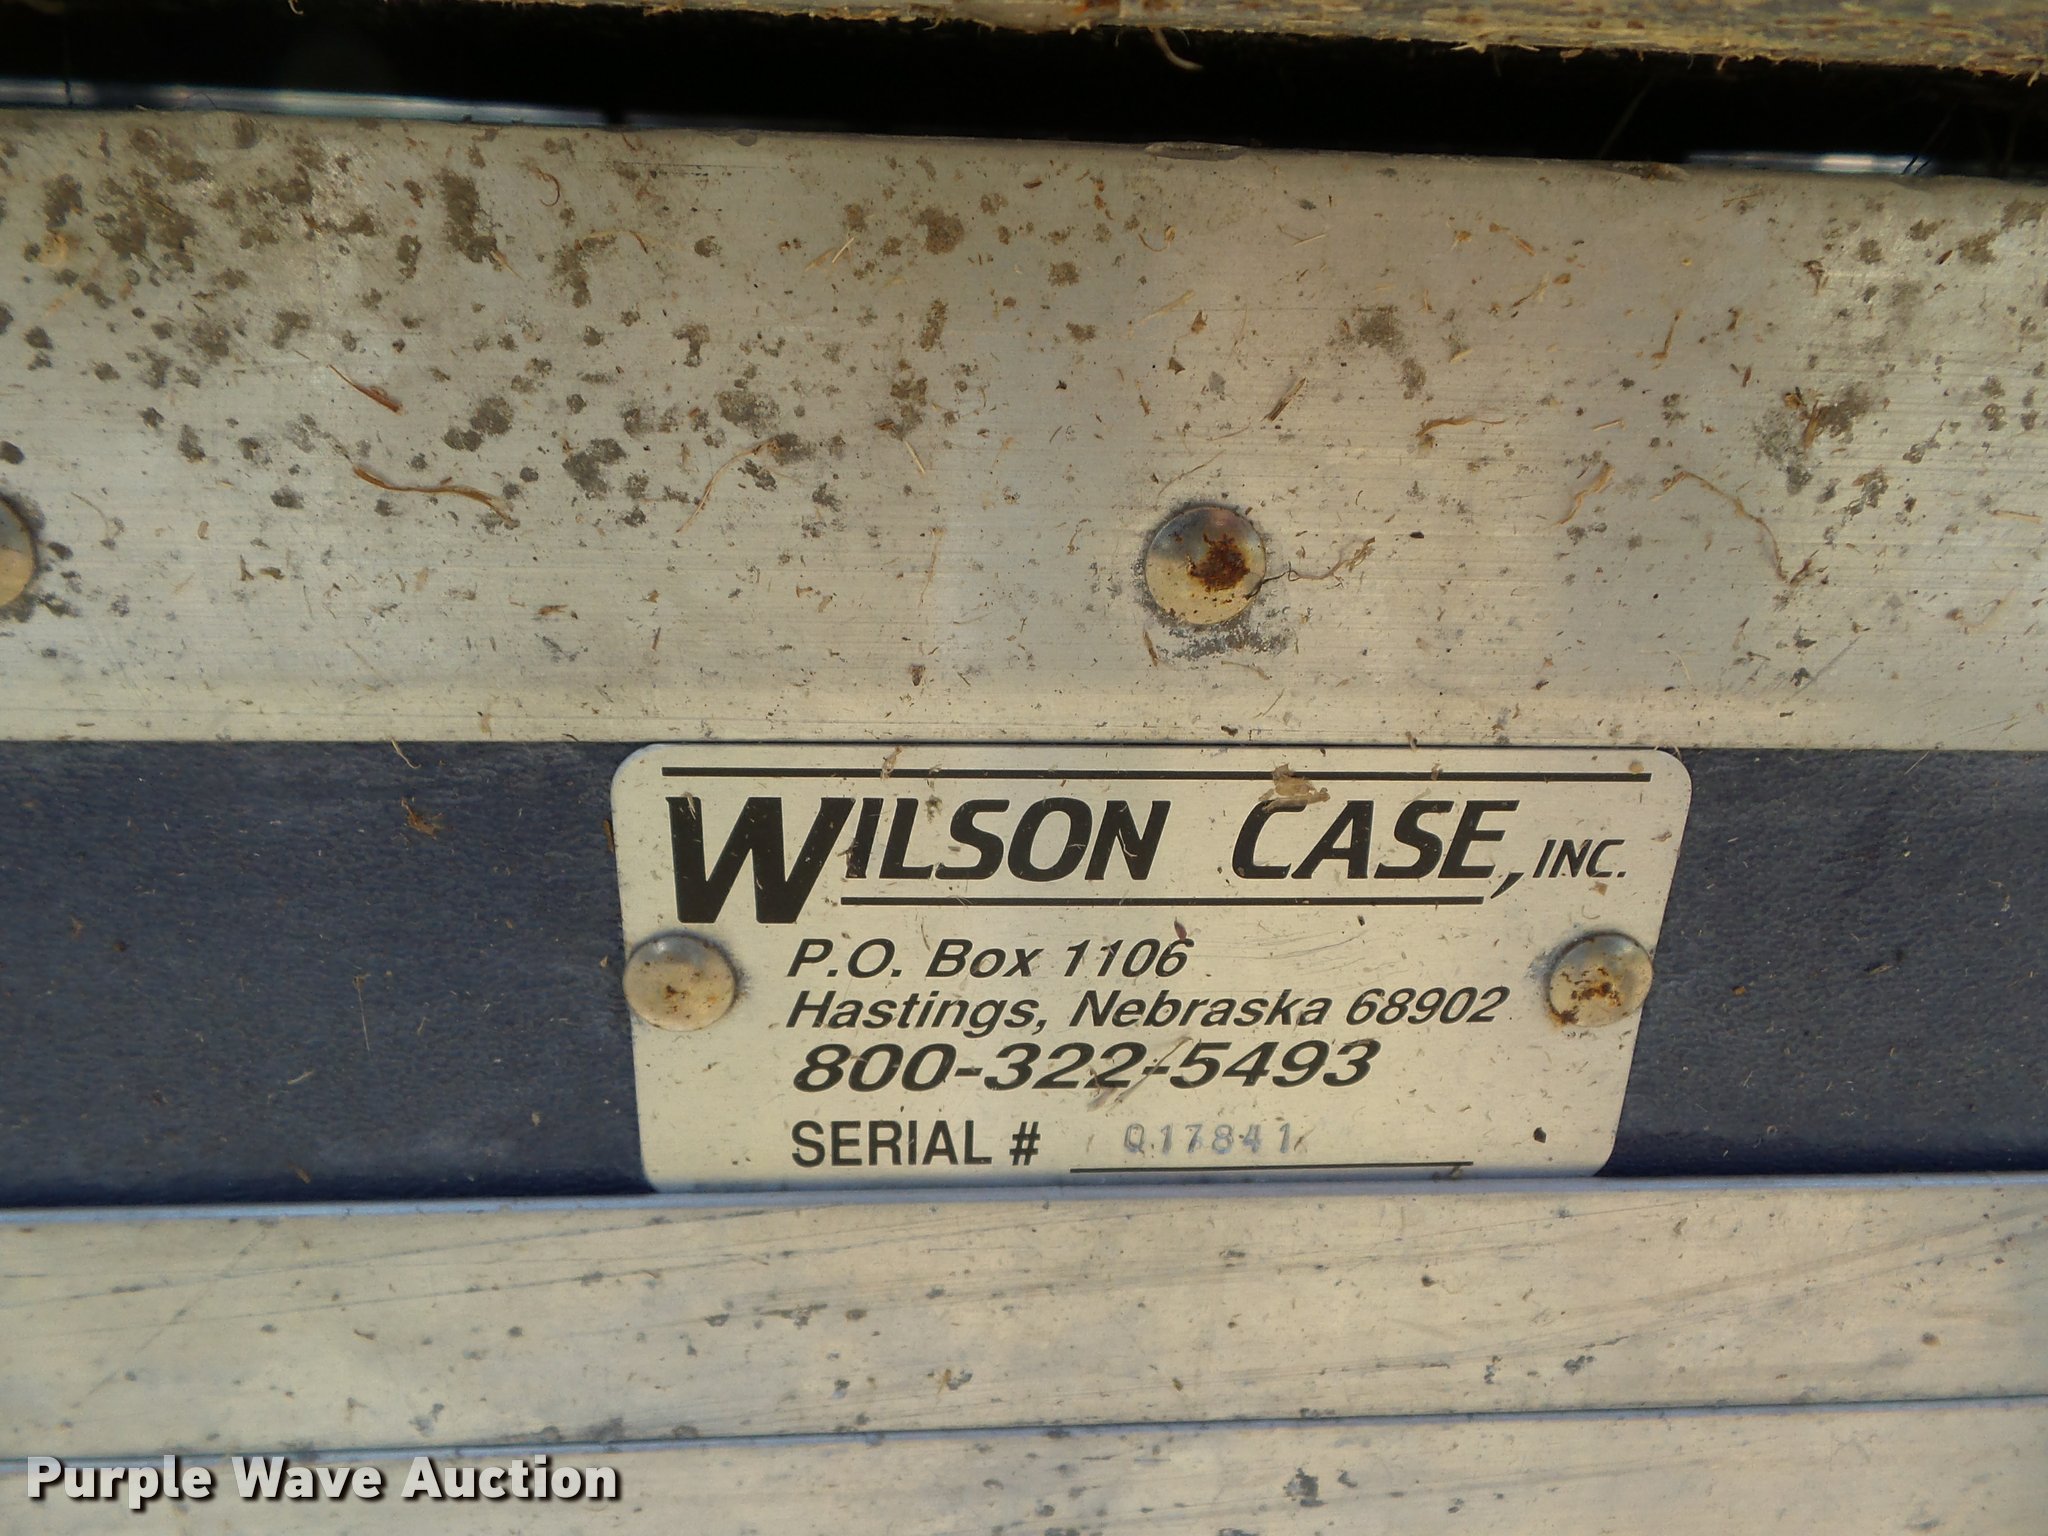 WILSON CASE, INC.
P.O. Box 1106
Hastings, Nebraska 68902
800-322-5493
SERIAL # Q17841
Purple Wave Auction